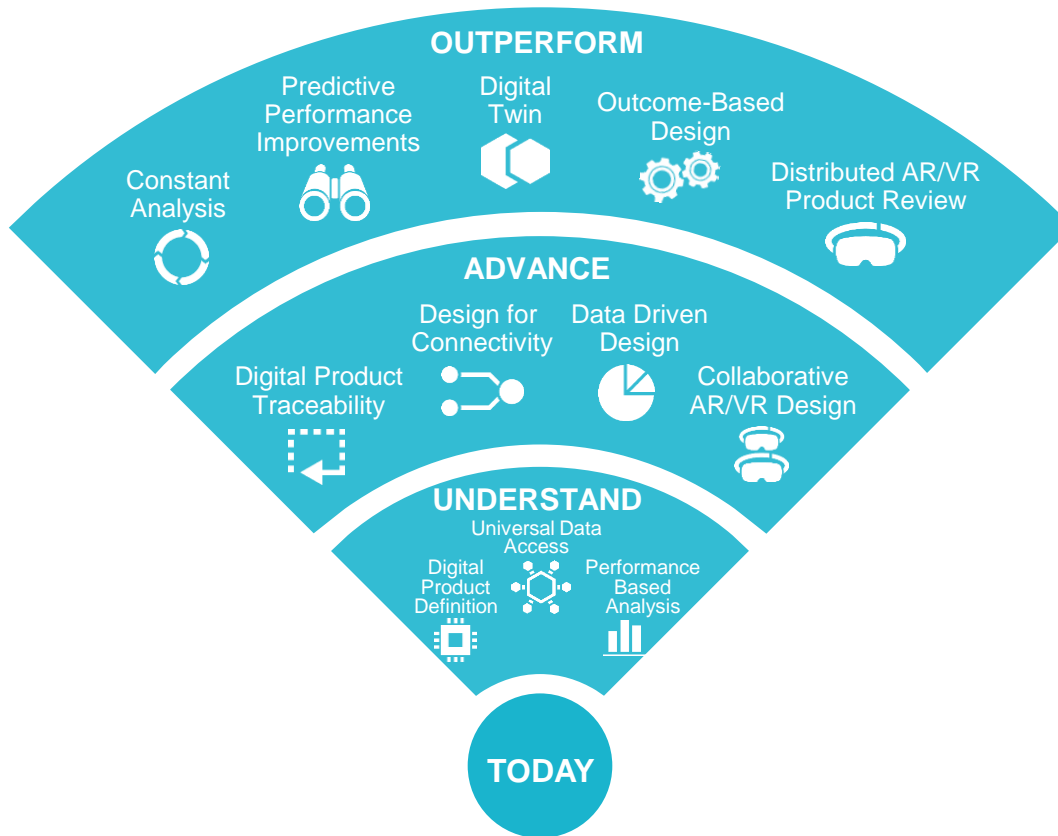 OUTPERFORM
Constant
Analysis
Predictive
Performance
Improvements
Digital
Twin
Outcome-Based
Design
Distributed AR/VR
Product Review
ADVANCE
Digital Product
Traceability
Design for
Connectivity
Data Driven
Design
Collaborative
AR/VR Design
UNDERSTAND
Digital
Product
Definition
Universal Data
Access
Performance
Based
Analysis
TODAY